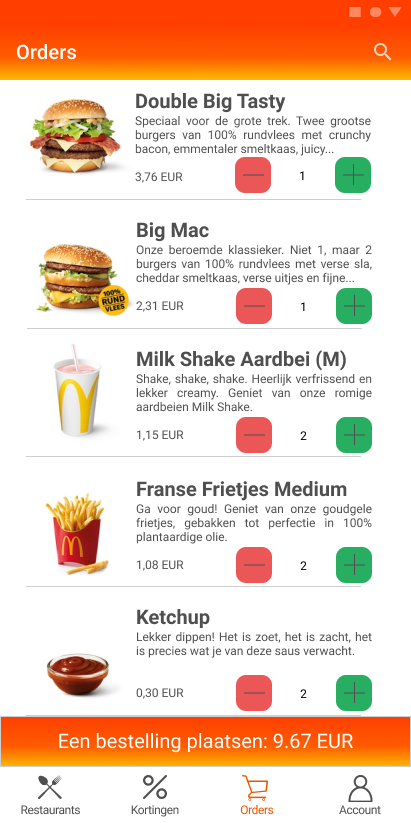 Orders
Double Big Tasty
Speciaal voor de grote trek. Twee grootse
burgers van 100% rundvlees met crunchy
bacon, emmentaler smeltkaas, juicy...
3,76 EUR
1
Big Mac
Onze beroemde klassieker. Niet 1, maar 2
burgers van 100% rundvlees met verse sla,
cheddar smeltkaas, verse uitjes en fijne...
100%
RUND
VLEES
2,31 EUR
1
Milk Shake Aardbei (M)
Shake, shake, shake. Heerlijk verfrissend en
lekker creamy. Geniet van onze romige
aardbeien Milk Shake.
1,15 EUR
2
Franse Frietjes Medium
Ga voor goud! Geniet van onze goudgele
frietjes, gebakken tot perfectie in 100%
plantaardige olie.
1,08 EUR
2
Ketchup
Lekker dippen! Het is zoet, het is zacht, het
is precies wat je van deze saus verwacht.
0,30 EUR
2
Een bestelling plaatsen: 9.67 EUR
Restaurants
Kortingen
Orders
Account